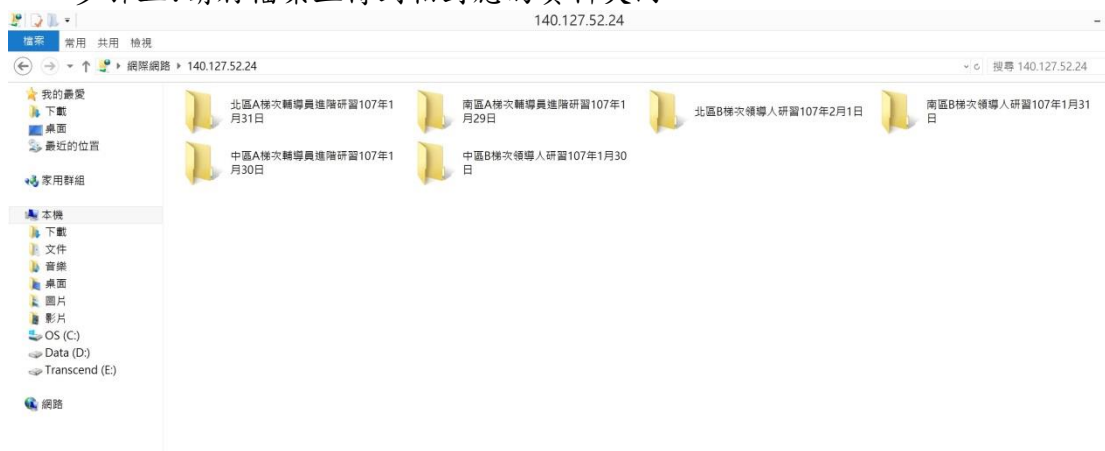 140.127.52.24
檔案 常用 共用 檢視
網際網路 ▸ 140.127.52.24
搜尋 140.127.52.24
我的最愛
下載
桌面
最近的位置
家用群組
本機
下載
文件
音樂
桌面
圖片
影片
OS (C:)
Data (D:)
Transcend (E:)
網路
北區A梯次輔導員進階研習107年1
月31日
南區A梯次輔導員進階研習107年1
月29日
北區B梯次領導人研習107年2月1日
南區B梯次領導人研習107年1月31
日
中區A梯次輔導員進階研習107年1
月30日
中區B梯次領導人研習107年1月30
日